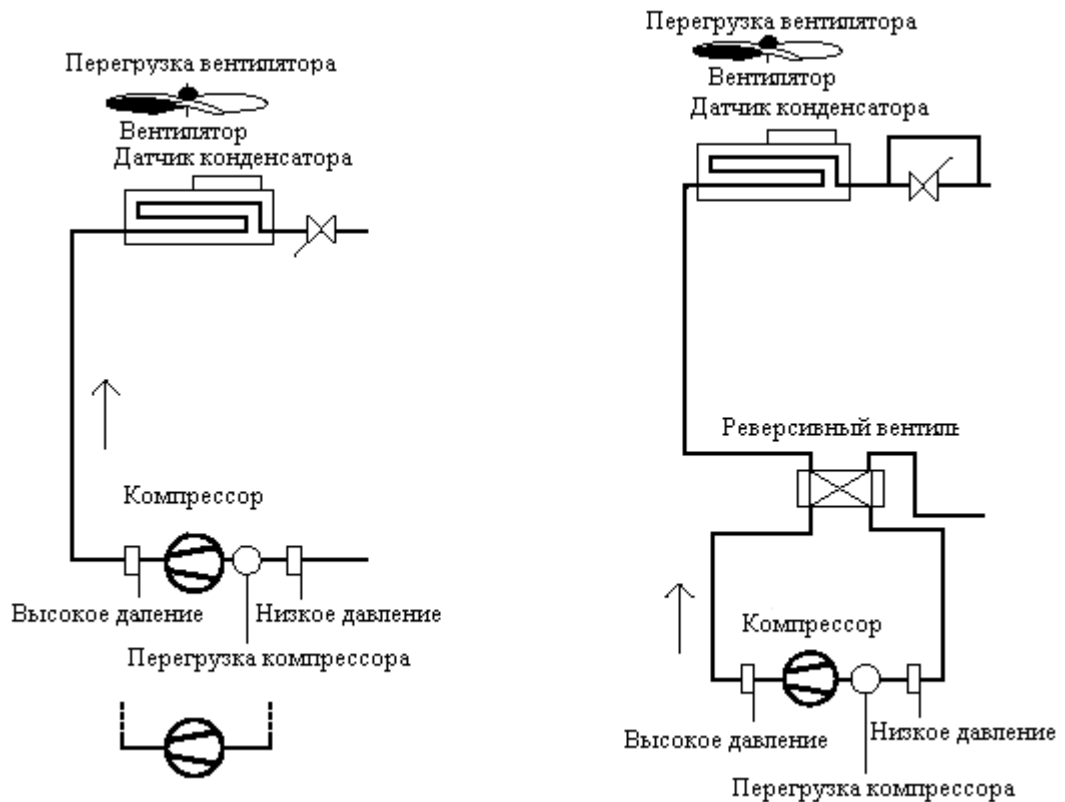 Перегрузка вентилятора
Вентилятор
Датчик конденсатора
Компрессор
Высокое даление
Низкое давление
Перегрузка компрессора
Перегрузка вентилятора
Вентилятор
Датчик конденсатора
Реверсивный вентиль
Компрессор
Высокое давление
Низкое давление
Перегрузка компрессора